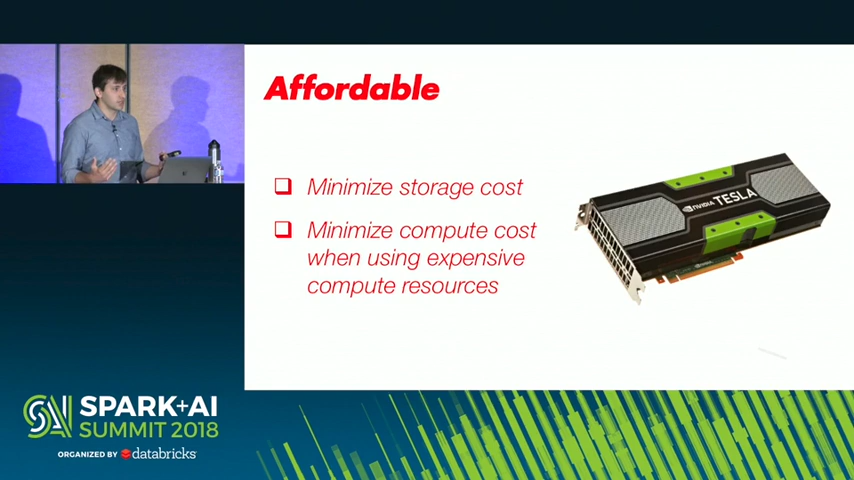 Affordable
Minimize storage cost
Minimize compute cost
when using expensive
compute resources
NVIDIA TESLA
SPARK+AI
SUMMIT 2018
ORGANIZED BY databricks